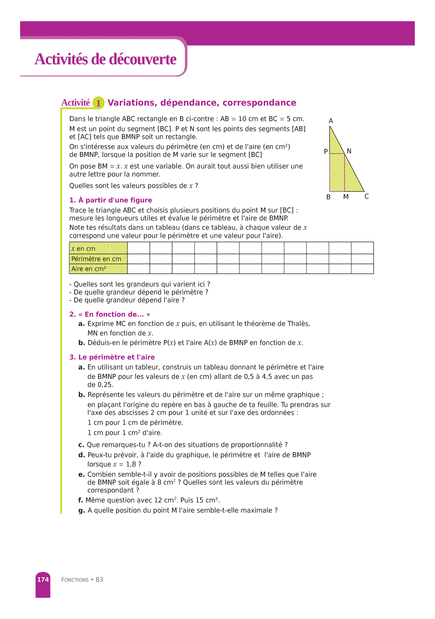 Activités de découverte
Activité 1 Variations, dépendance, correspondance
Dans le triangle ABC rectangle en B ci-contre : AB = 10 cm et BC = 5 cm.
M est un point du segment [BC]. P et N sont les points des segments [AB]
et [AC] tels que BMNP soit un rectangle.
On s'intéresse aux valeurs du périmètre (en cm) et de l'aire (en cm²)
de BMNP, lorsque la position de M varie sur le segment [BC]
On pose BM = x. x est une variable. On aurait tout aussi bien utiliser une
autre lettre pour la nommer.
Quelles sont les valeurs possibles de x ?
A
P
N
B
M
C
1. À partir d'une figure
Trace le triangle ABC et choisis plusieurs positions du point M sur [BC] :
mesure les longueurs utiles et évalue le périmètre et l'aire de BMNP.
Note tes résultats dans un tableau (dans ce tableau, à chaque valeur de x
correspond une valeur pour le périmètre et une valeur pour l'aire).
x en cm
Périmètre en cm
Aire en cm²
- Quelles sont les grandeurs qui varient ici ?
- De quelle grandeur dépend le périmètre ?
- De quelle grandeur dépend l'aire ?
2. « En fonction de... »
a. Exprime MC en fonction de x puis, en utilisant le théorème de Thalès,
MN en fonction de x.
b. Déduis-en le périmètre P(x) et l'aire A(x) de BMNP en fonction de x.
3. Le périmètre et l'aire
a. En utilisant un tableur, construis un tableau donnant le périmètre et l'aire
de BMNP pour les valeurs de x (en cm) allant de 0,5 à 4,5 avec un pas
de 0,25.
b. Représente les valeurs du périmètre et de l'aire sur un même graphique ;
en plaçant l'origine du repère en bas à gauche de ta feuille. Tu prendras sur
l'axe des abscisses 2 cm pour 1 unité et sur l'axe des ordonnées :
1 cm pour 1 cm de périmètre.
1 cm pour 1 cm² d'aire.
c. Que remarques-tu ? A-t-on des situations de proportionnalité ?
d. Peux-tu prévoir, à l'aide du graphique, le périmètre et l'aire de BMNP
lorsque x = 1,8 ?
e. Combien semble-t-il y avoir de positions possibles de M telles que l'aire
de BMNP soit égale à 8 cm² ? Quelles sont les valeurs du périmètre
correspondant ?
f. Même question avec 12 cm². Puis 15 cm².
g. A quelle position du point M l'aire semble-t-elle maximale ?
174 FONCTIONS • B3